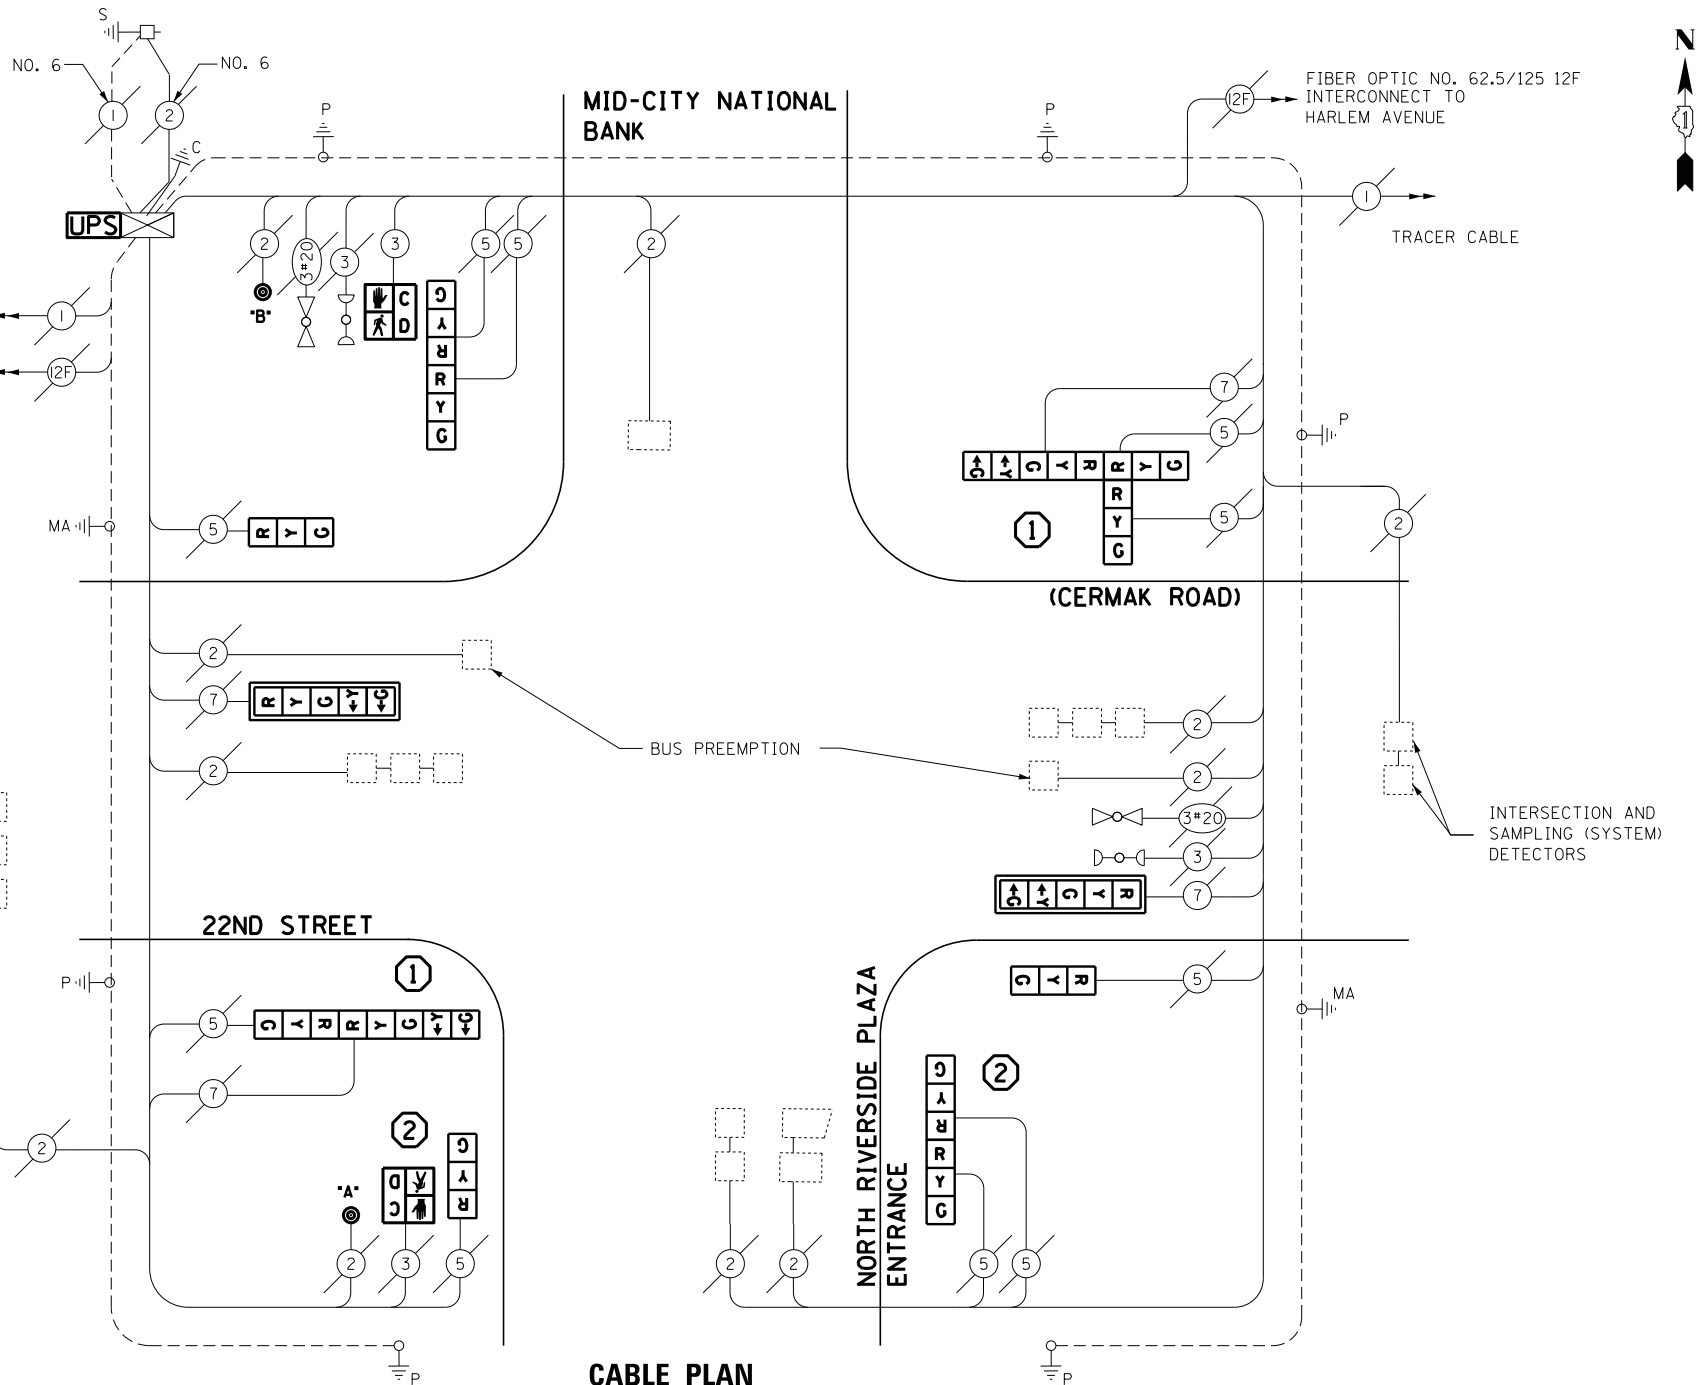 S
NO. 6
NO. 6
1
2
C
P
MID-CITY NATIONAL
BANK
P
12F
FIBER OPTIC NO. 62.5/125 12F
INTERCONNECT TO
HARLEM AVENUE
N
1
UPS
1
TRACER CABLE
2
3#20
3
3
5
5
2
"B"
C
D
G
Y
R
R
Y
G
1
12F
7
5
P
G Y G Y R R Y G
R
Y
G
5
1
2
MA
5
R Y G
(CERMAK ROAD)
2
7
R Y G Y G
BUS PREEMPTION
2
2
2
3#20
3
7
G Y G Y R
INTERSECTION AND
SAMPLING (SYSTEM)
DETECTORS
22ND STREET
1
P
5
G Y R R Y G Y G
7
G Y R
5
MA
NORTH RIVERSIDE PLAZA
ENTRANCE
2
G
Y
R
R
Y
G
2
2
"A"
D
C
G
Y
R
2
3
5
2
2
5
5
P
P
CABLE PLAN